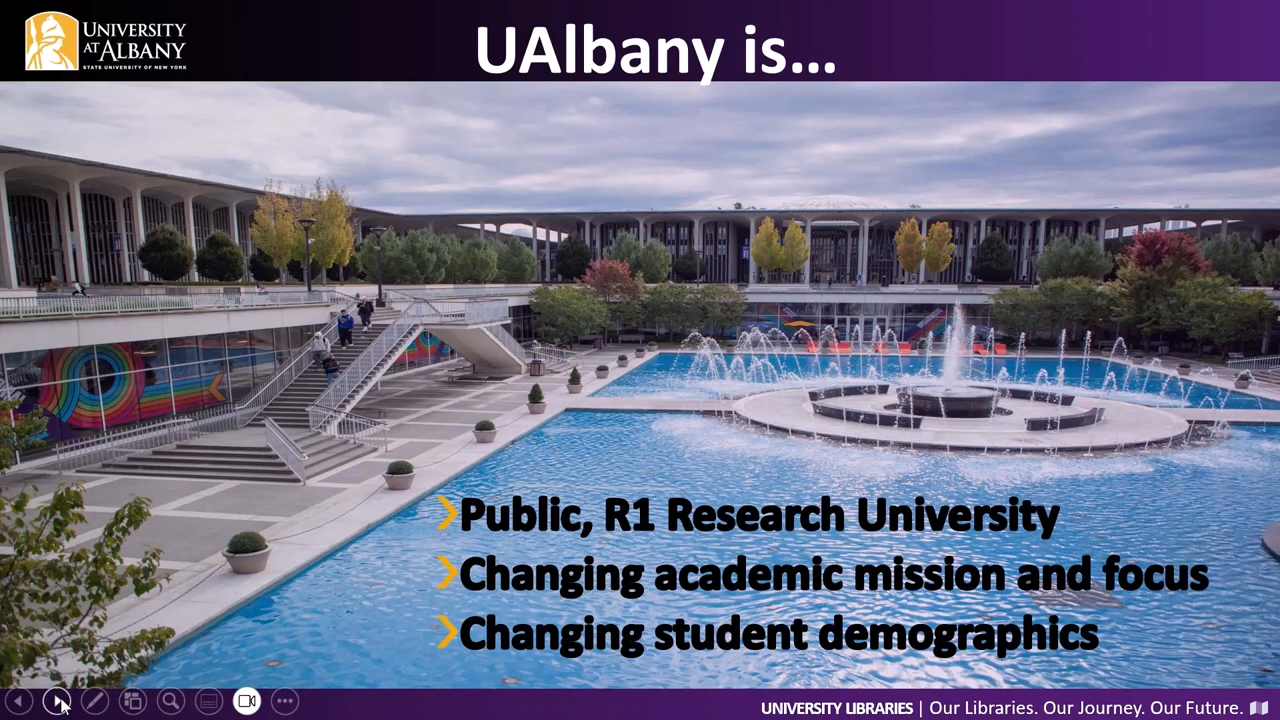 UNIVERSITY
AT ALBANY
STATE UNIVERSITY OF NEW YORK
UAlbany is...
Public, R1 Research University
Changing academic mission and focus
Changing student demographics
UNIVERSITY LIBRARIES | Our Libraries. Our Journey. Our Future.